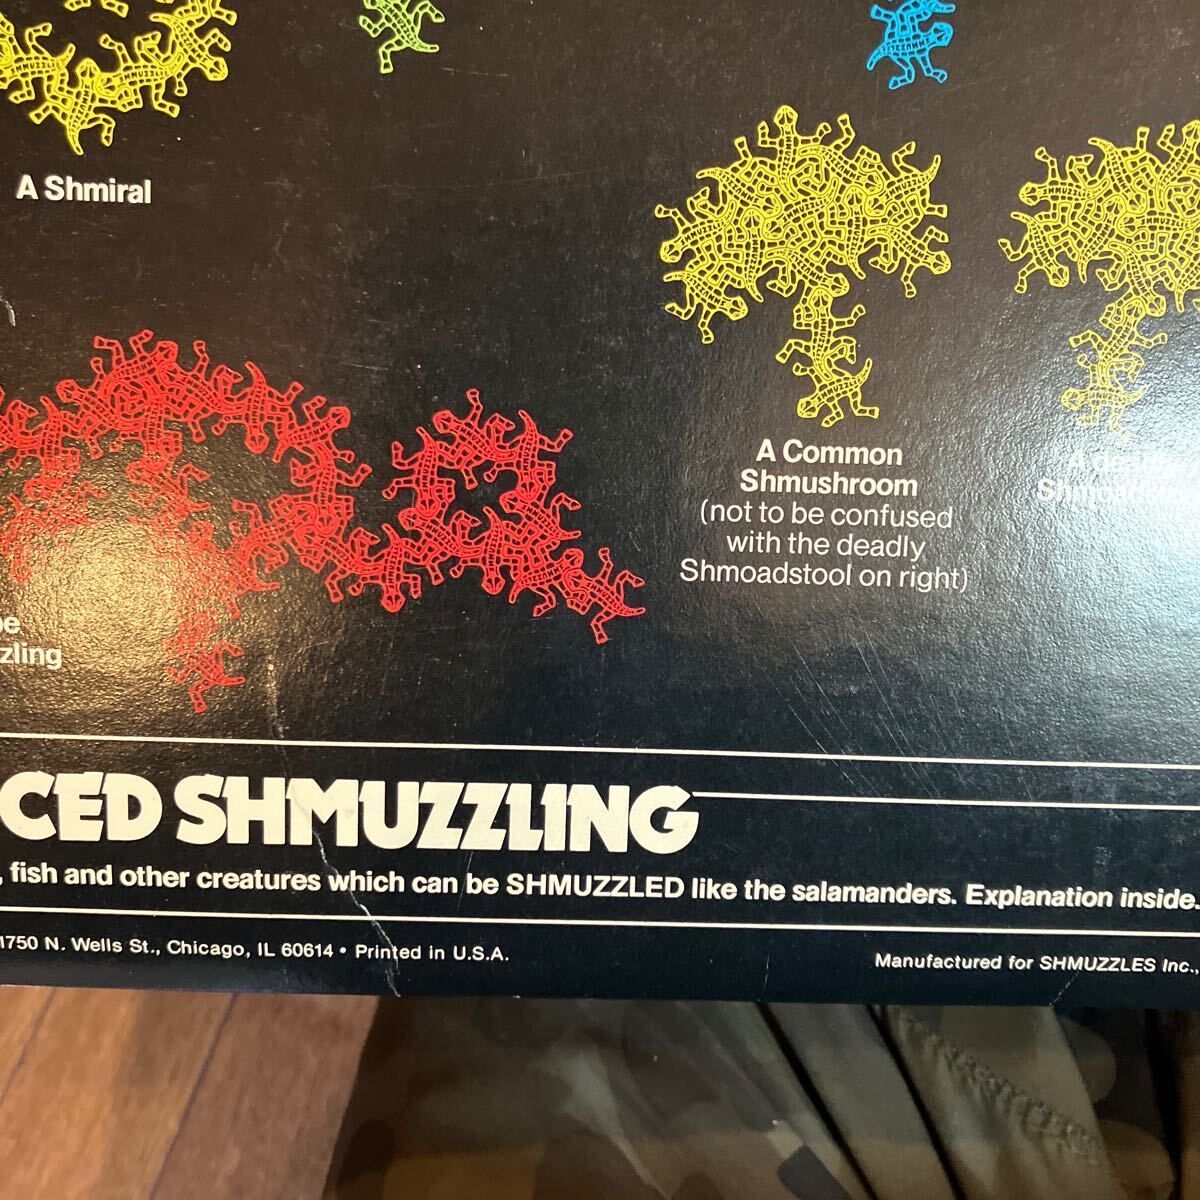 A Shmiral
A Common
Shmushroom
(not to be confused
with the deadly
Shmoadstool on right)
A
zling
CED SHMUZZLING
, fish and other creatures which can be SHMUZZLED like the salamanders. Explanation inside.
1750 N. Wells St., Chicago, IL 60614 • Printed in U.S.A.
Manufactured for SHMUZZLES Inc.,